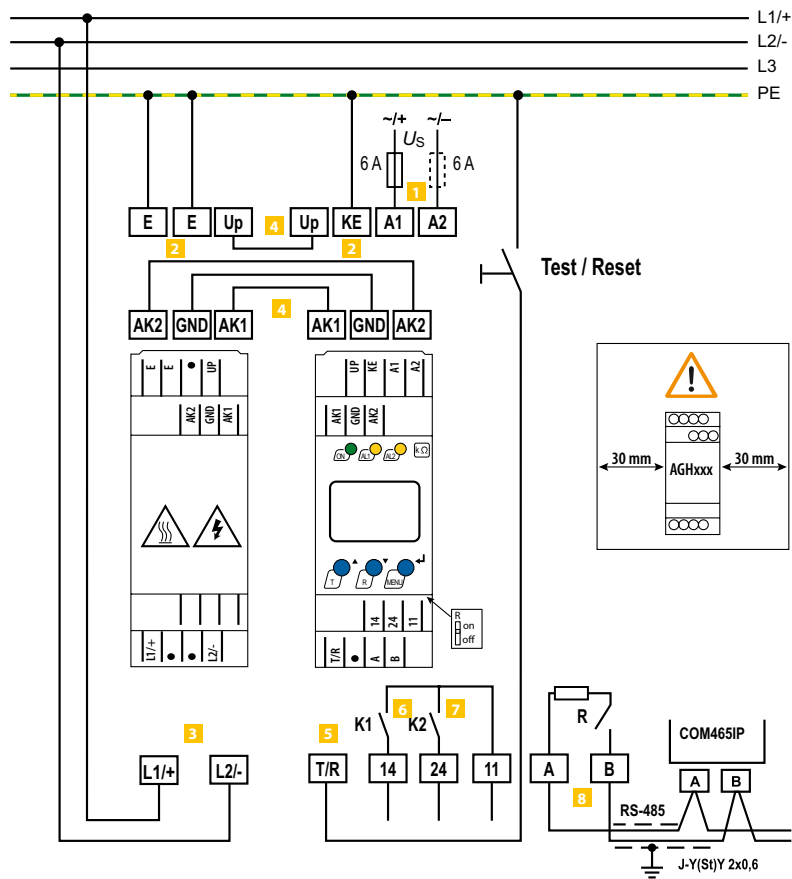 L1/+
L2/-
L3
PE
~/+ ~/–
US
6 A 6 A
1
E E Up 4 Up KE A1 A2
2 2
Test / Reset
4
AK2 GND AK1 AK1 GND AK2
E E UP UP KE A1 A2
AK2 GND AK1 AK1 GND AK2
ON AL1 AL2 kΩ
!
30 mm AGHxxx 30 mm
T R MENU
R
on
off
14 24 11
L1/+ L2/- T/R A B
3 5 K1 6 K2 7 R
COM465IP
L1/+ L2/- T/R 14 24 11 A B
A B
8
RS-485
J-Y(St)Y 2x0,6